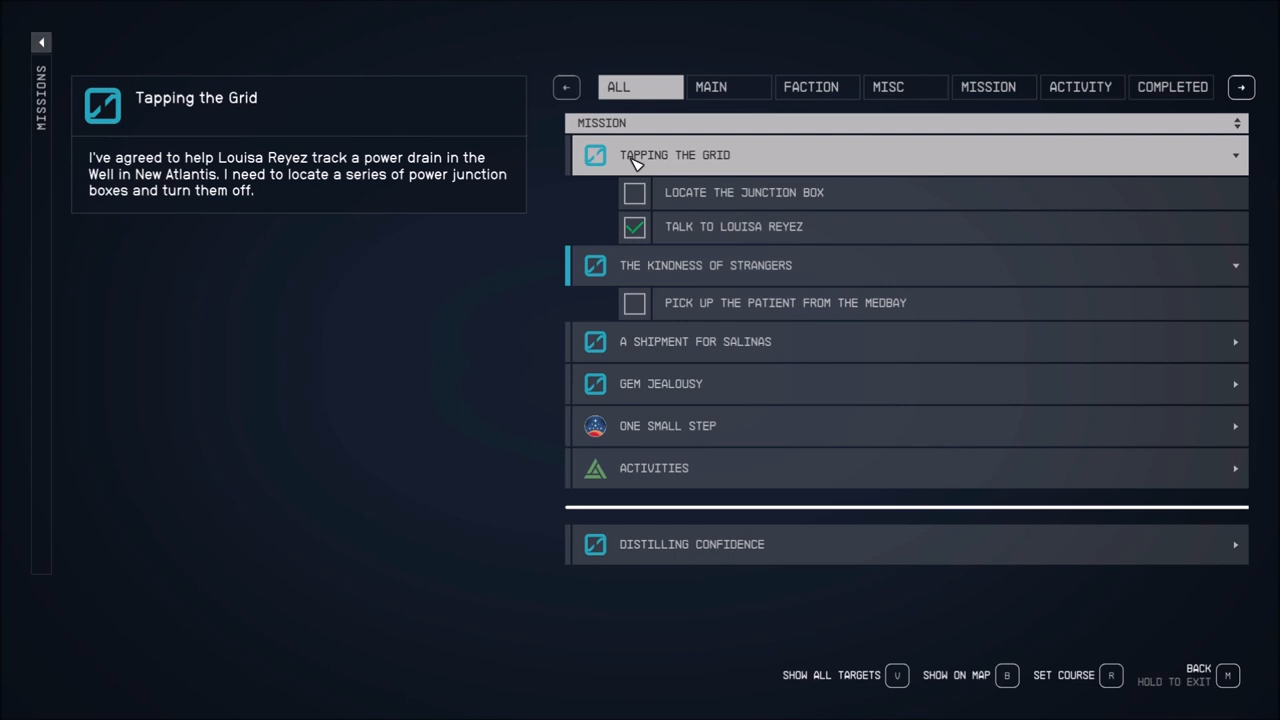 MISSIONS
Tapping the Grid
I've agreed to help Louisa Reyez track a power drain in the
Well in New Atlantis. I need to locate a series of power junction
boxes and turn them off.
ALL
MAIN
FACTION
MISC
MISSION
ACTIVITY
COMPLETED
MISSION
TAPPING THE GRID
LOCATE THE JUNCTION BOX
TALK TO LOUISA REYEZ
THE KINDNESS OF STRANGERS
PICK UP THE PATIENT FROM THE MEDBAY
A SHIPMENT FOR SALINAS
GEM JEALOUSY
ONE SMALL STEP
ACTIVITIES
DISTILLING CONFIDENCE
SHOW ALL TARGETS V
SHOW ON MAP B
SET COURSE R
BACK
HOLD TO EXIT M